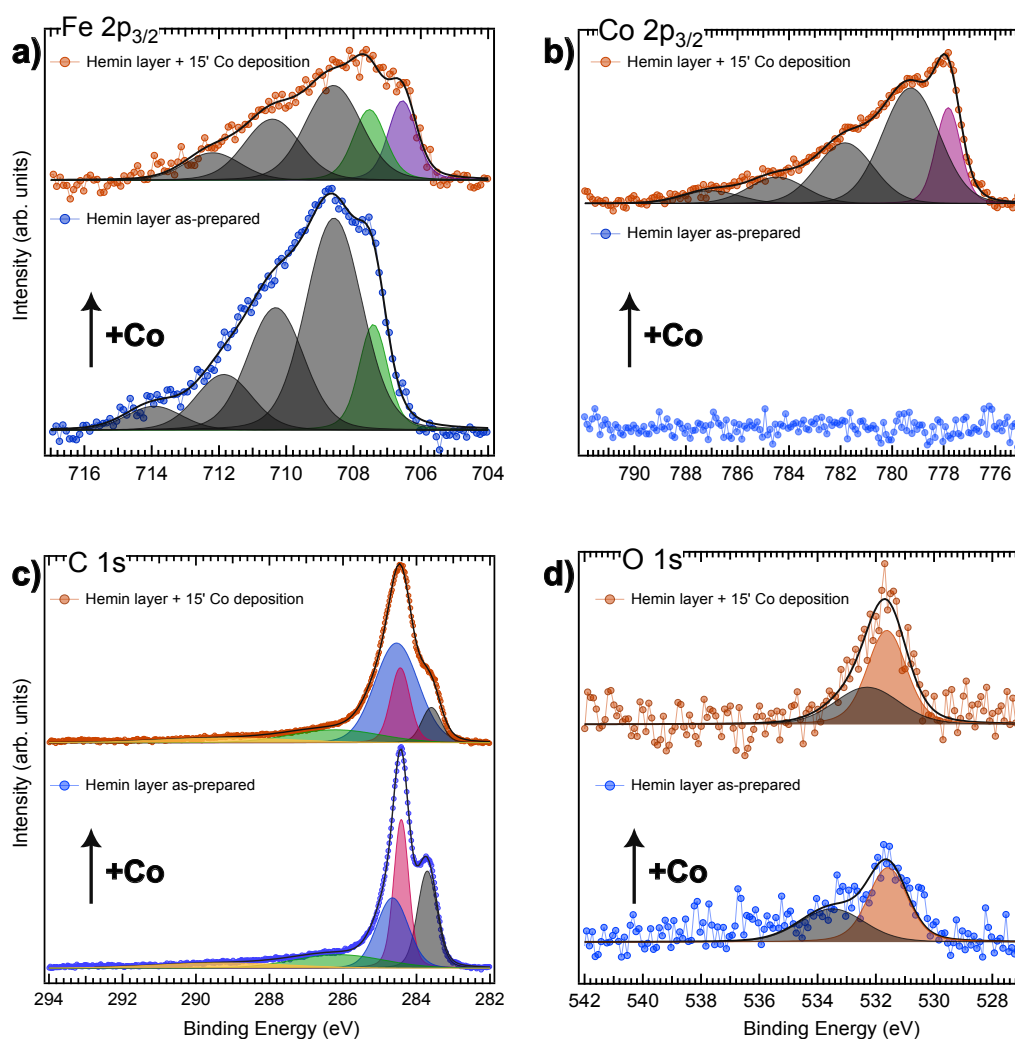 a)
Fe 2p3/2
Hemin layer + 15' Co deposition
Hemin layer as-prepared
+Co
Intensity (arb. units)
716 714 712 710 708 706 704
b)
Co 2p3/2
Hemin layer + 15' Co deposition
Hemin layer as-prepared
+Co
790 788 786 784 782 780 778 776
c)
C 1s
Hemin layer + 15' Co deposition
Hemin layer as-prepared
+Co
Intensity (arb. units)
294 292 290 288 286 284 282
Binding Energy (eV)
d)
O 1s
Hemin layer + 15' Co deposition
Hemin layer as-prepared
+Co
542 540 538 536 534 532 530 528
Binding Energy (eV)